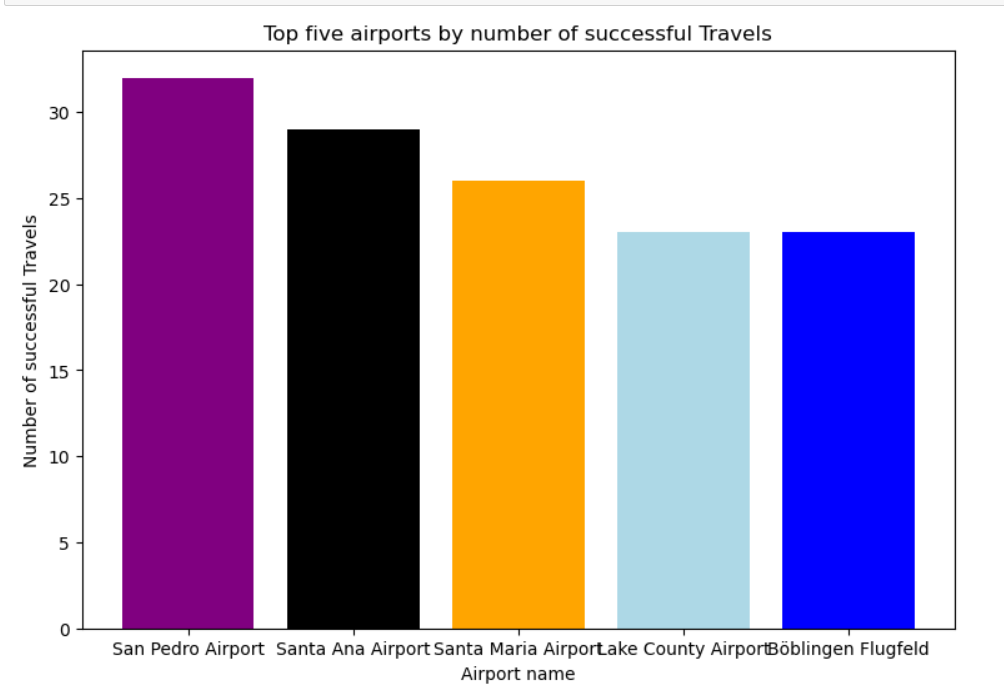 Top five airports by number of successful Travels
Number of successful Travels
30
25
20
15
10
5
0
San Pedro Airport Santa Ana Airport Santa Maria Airport Lake County Airport Böblingen Flugfeld
Airport name